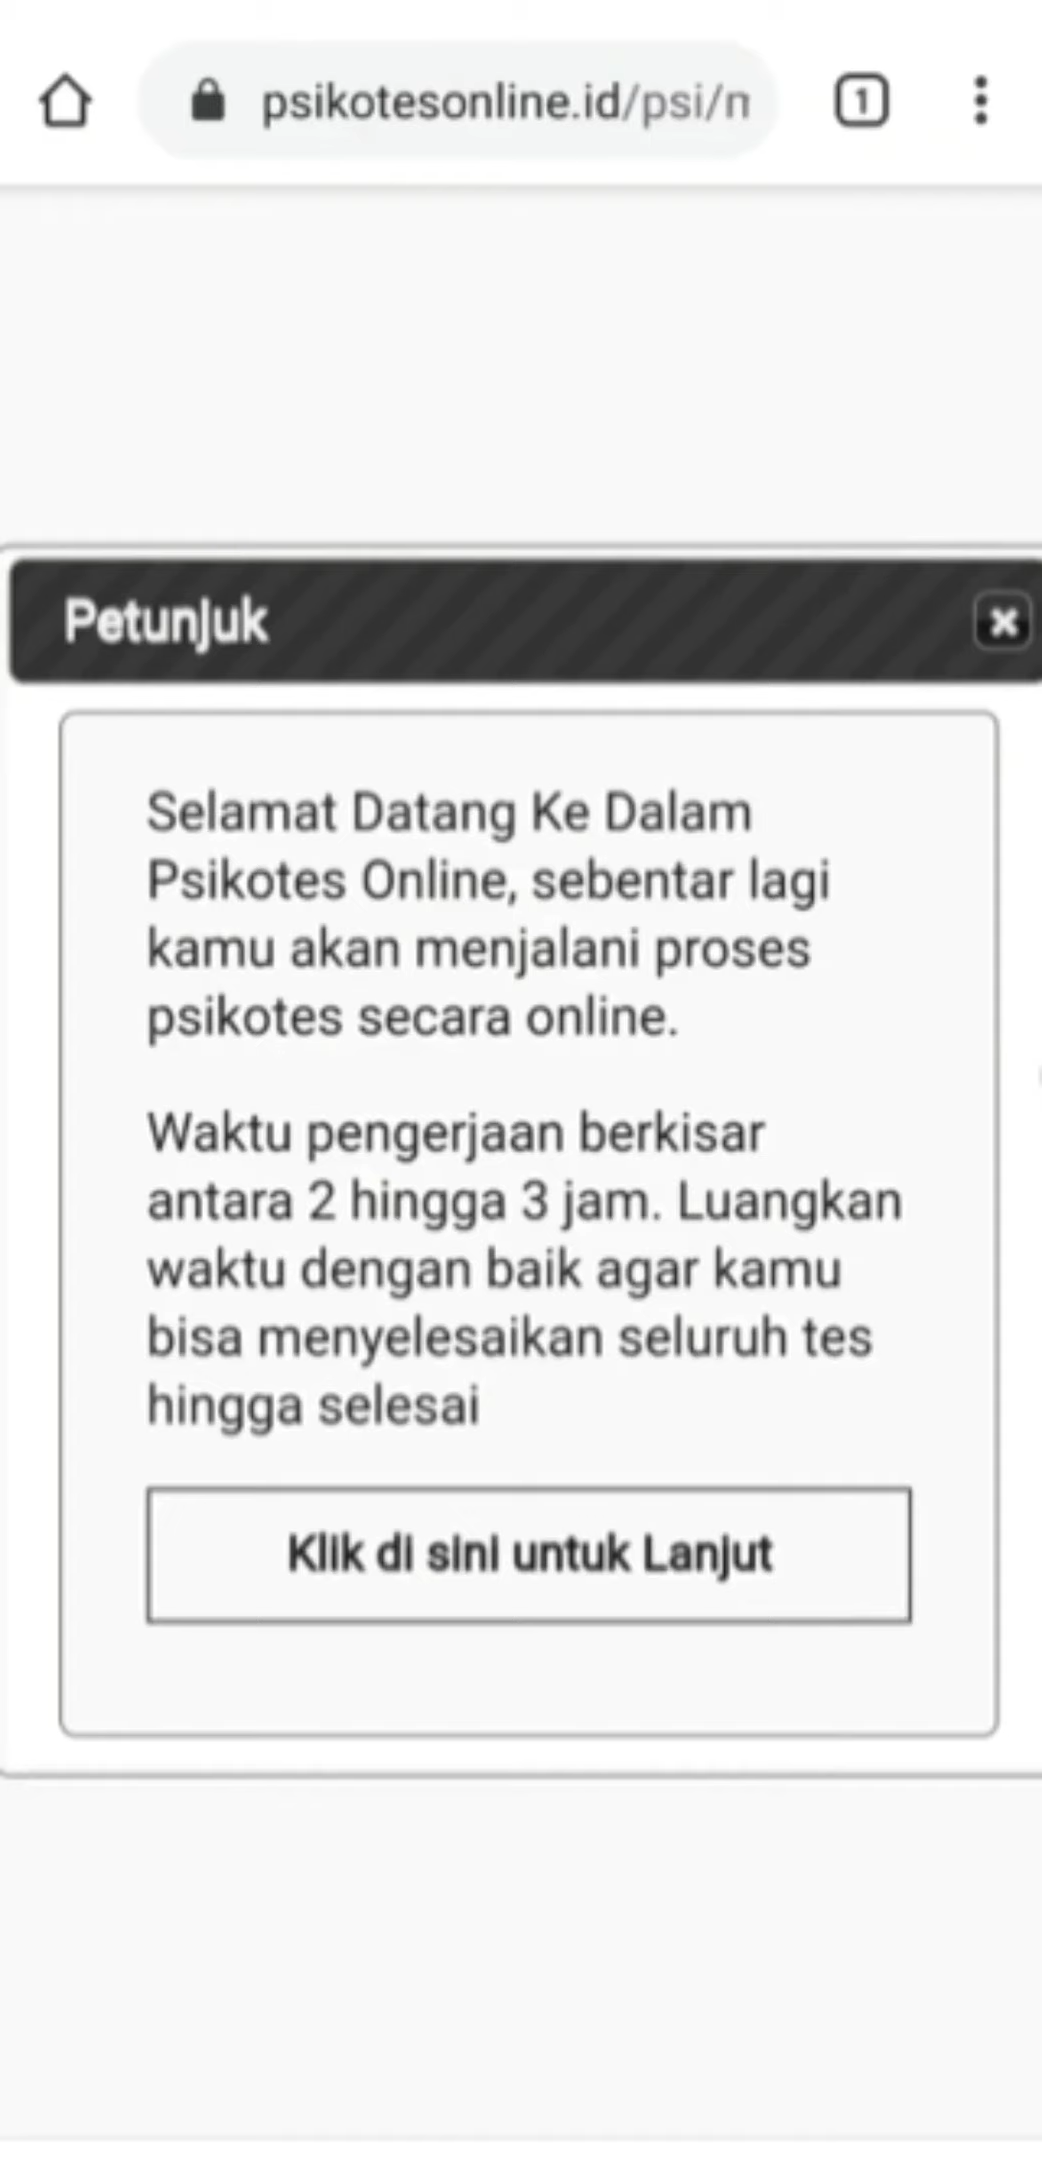 psikotesonline.id/psi/n
1
Petunjuk
Selamat Datang Ke Dalam
Psikotes Online, sebentar lagi
kamu akan menjalani proses
psikotes secara online.
Waktu pengerjaan berkisar
antara 2 hingga 3 jam. Luangkan
waktu dengan baik agar kamu
bisa menyelesaikan seluruh tes
hingga selesai
Klik di sini untuk Lanjut